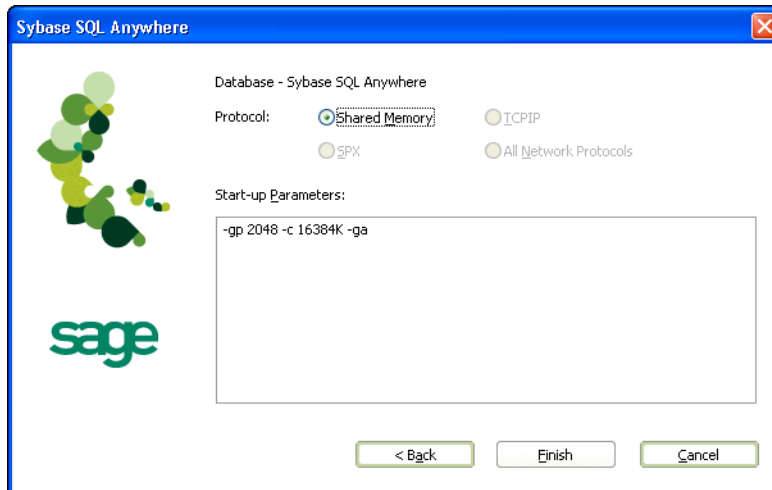 Sybase SQL Anywhere
Database - Sybase SQL Anywhere
Protocol: Shared Memory TCPIP
SPX All Network Protocols
Start-up Parameters:
-gp 2048 -c 16384K -ga
sage
< Back Finish Cancel